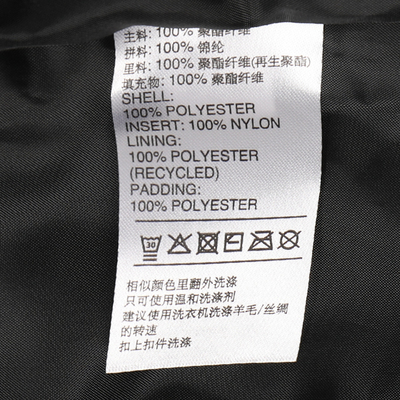 主料: 100% 聚酯纤维
拼料: 100% 锦纶
里料: 100% 聚酯纤维(再生聚酯)
填充物: 100% 聚酯纤维
SHELL:
100% POLYESTER
INSERT: 100% NYLON
LINING:
100% POLYESTER
(RECYCLED)
PADDING:
100% POLYESTER
30
相似颜色里翻外洗涤
只可使用温和洗涤剂
建议使用洗衣机洗涤羊毛/丝绸
的转速
扣上扣件洗涤